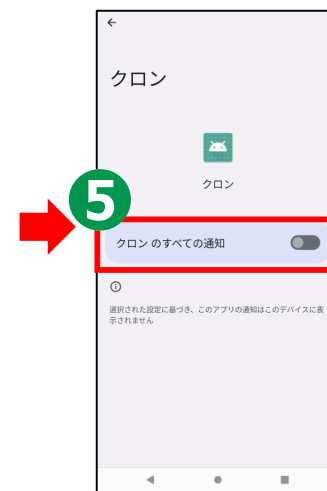 クロン
クロン
5
クロン のすべての通知
選択された設定に基づき、このアプリの通知はこのデバイスに表
示されません